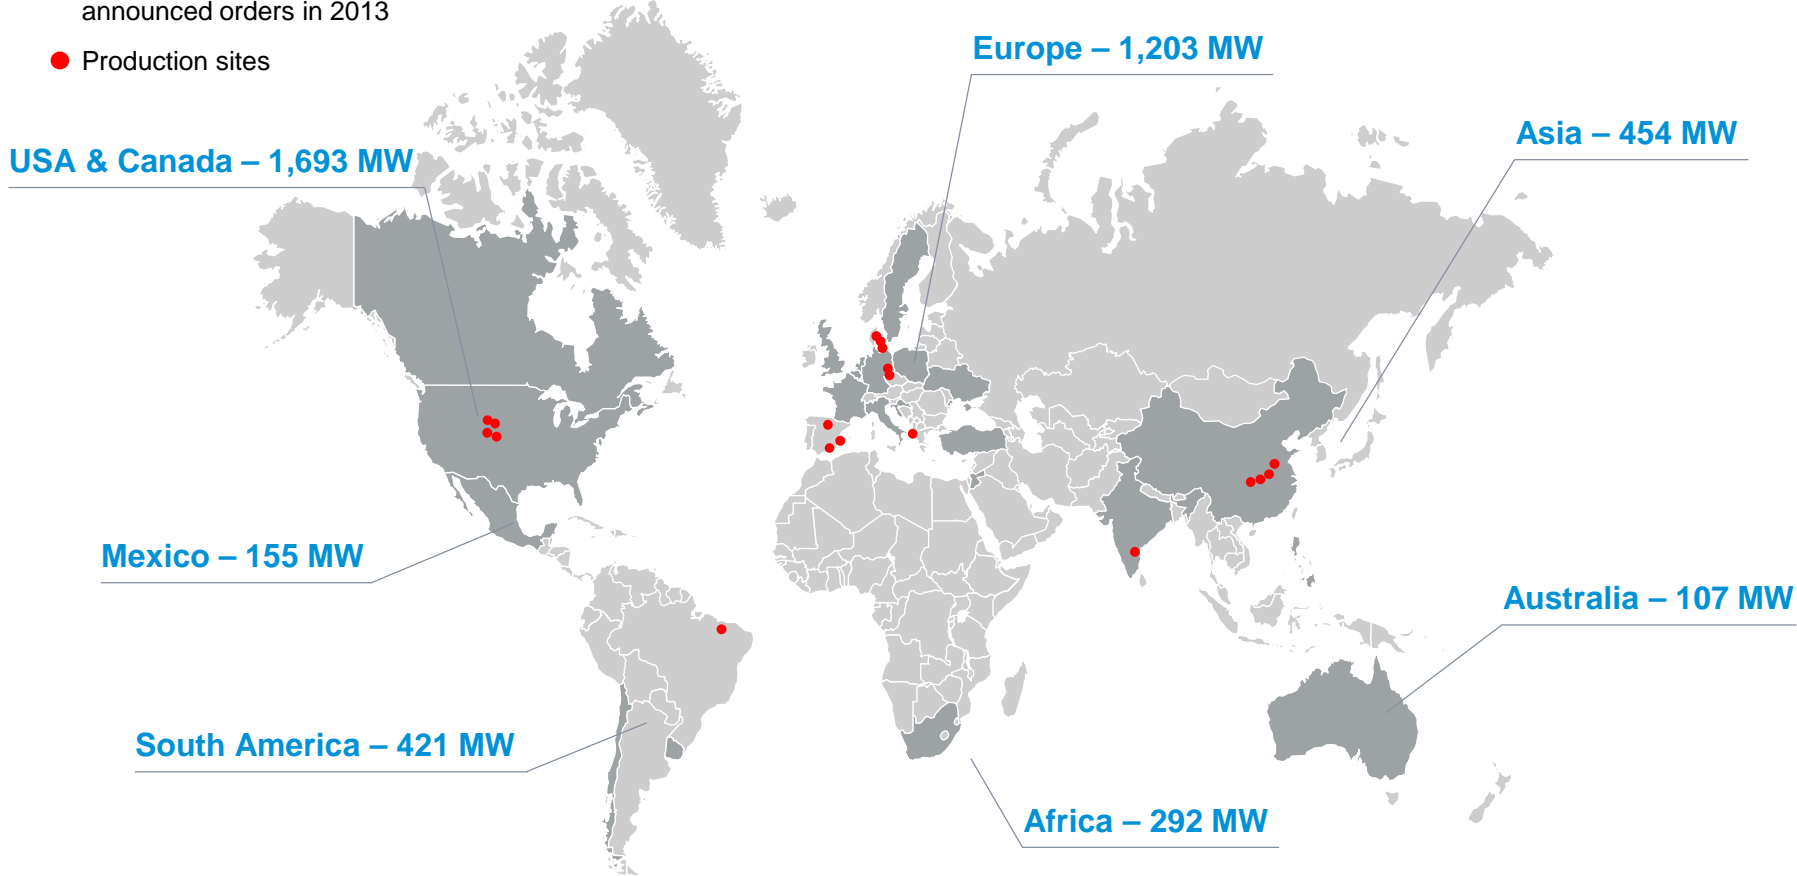 announced orders in 2013
Production sites
Europe – 1,203 MW
Asia – 454 MW
USA & Canada – 1,693 MW
Mexico – 155 MW
Australia – 107 MW
South America – 421 MW
Africa – 292 MW